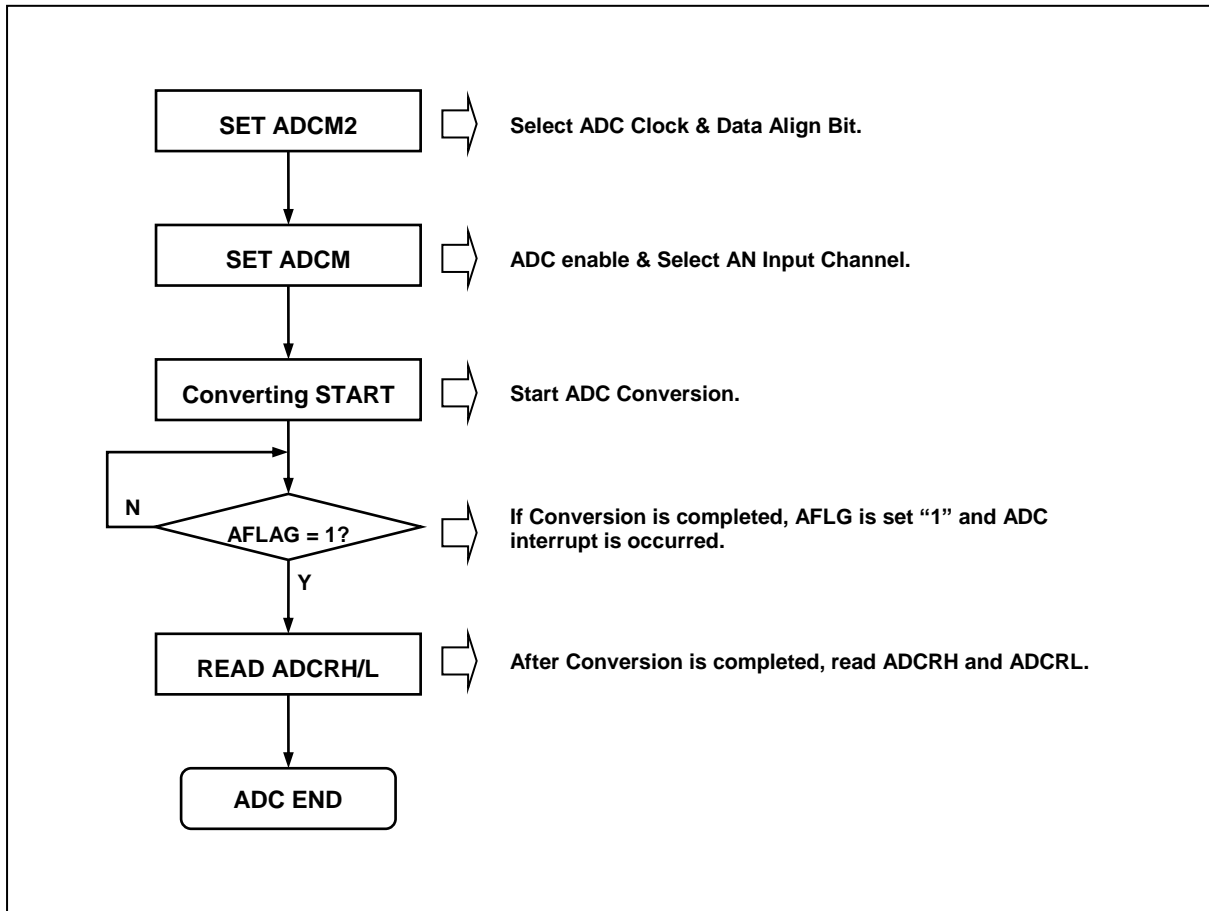 SET ADCM2
Select ADC Clock & Data Align Bit.
SET ADCM
ADC enable & Select AN Input Channel.
Converting START
Start ADC Conversion.
N
AFLAG = 1?
If Conversion is completed, AFLG is set “1” and ADC
interrupt is occurred.
Y
READ ADCRH/L
After Conversion is completed, read ADCRH and ADCRL.
ADC END